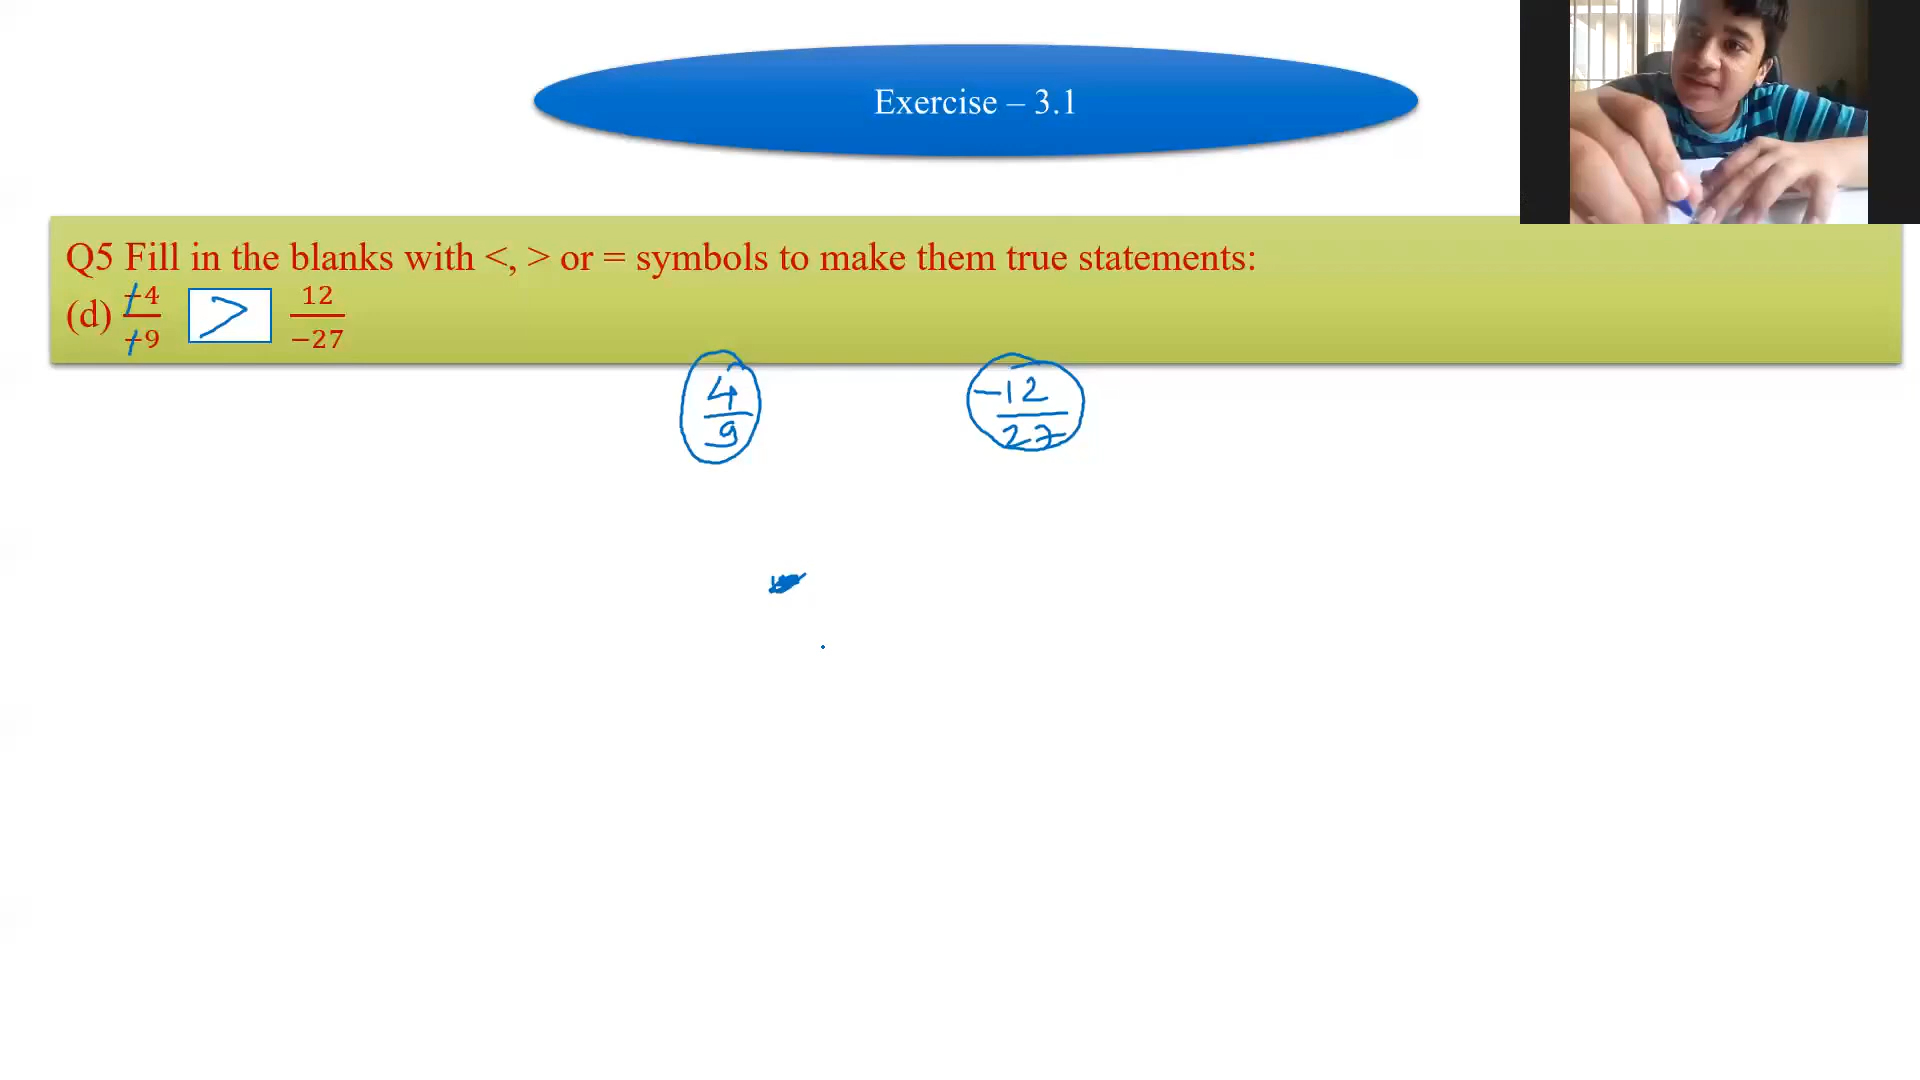 Exercise – 3.1
Q5 Fill in the blanks with <, > or = symbols to make them true statements:
(d) −4/−9 > 12/−27
4/9 −12/27